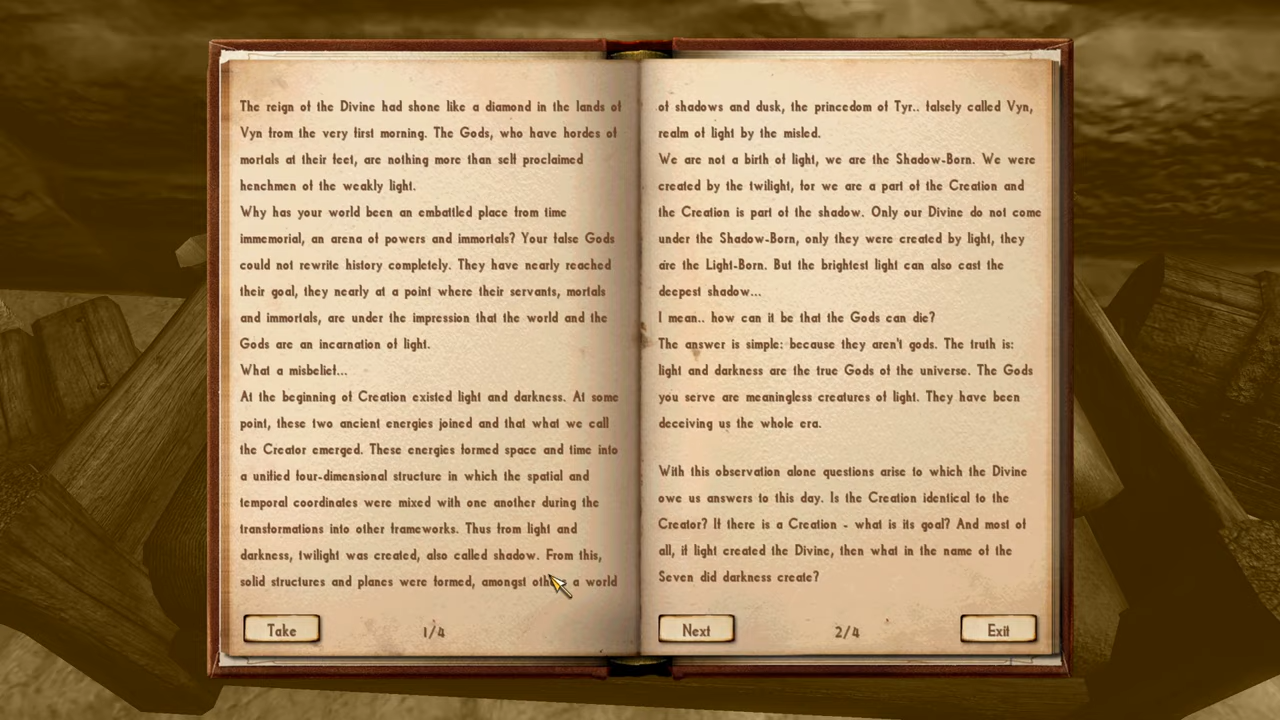 The reign of the Divine had shone like a diamond in the lands of
Vyn from the very first morning. The Gods, who have hordes of
mortals at their feet, are nothing more than self proclaimed
henchmen of the weakly light.
Why has your world been an embattled place from time
immemorial, an arena of powers and immortals? Your false Gods
could not rewrite history completely. They have nearly reached
their goal, they nearly at a point where their servants, mortals
and immortals, are under the impression that the world and the
Gods are an incarnation of light.
What a misbelief...
At the beginning of Creation existed light and darkness. At some
point, these two ancient energies joined and that what we call
the Creator emerged. These energies formed space and time into
a unified four-dimensional structure in which the spatial and
temporal coordinates were mixed with one another during the
transformations into other frameworks. Thus from light and
darkness, twilight was created, also called shadow. From this,
solid structures and planes were formed, amongst others a world
Take
1/4
of shadows and dusk, the princedom of Tyr.. falsely called Vyn,
realm of light by the misled.
We are not a birth of light, we are the Shadow-Born. We were
created by the twilight, for we are a part of the Creation and
the Creation is part of the shadow. Only our Divine do not come
under the Shadow-Born, only they were created by light, they
are the Light-Born. But the brightest light can also cast the
deepest shadow...
I mean.. how can it be that the Gods can die?
The answer is simple: because they aren't gods. The truth is:
light and darkness are the true Gods of the universe. The Gods
you serve are meaningless creatures of light. They have been
deceiving us the whole era.
With this observation alone questions arise to which the Divine
owe us answers to this day. Is the Creation identical to the
Creator? If there is a Creation - what is its goal? And most of
all, if light created the Divine, then what in the name of the
Seven did darkness create?
Next
2/4
Exit